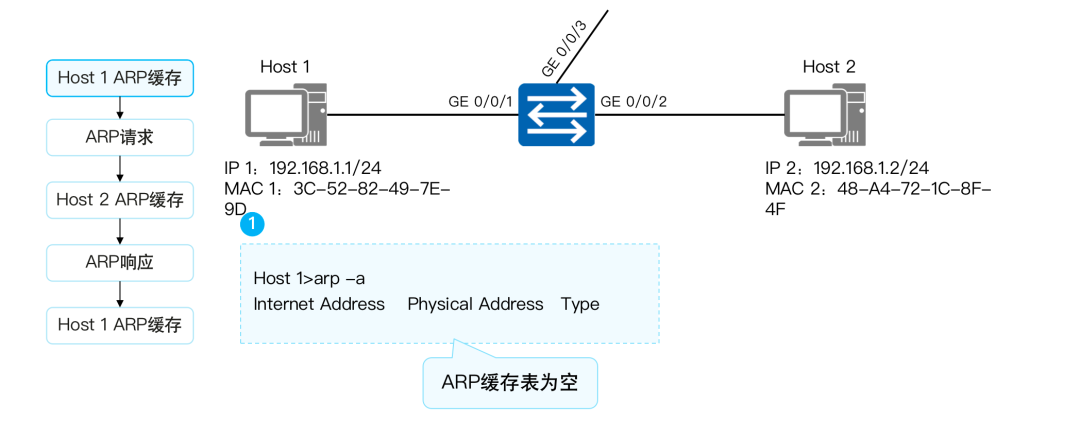 Host 1 ARP缓存
ARP请求
Host 2 ARP缓存
ARP响应
Host 1 ARP缓存
GE 0/0/3
Host 1
GE 0/0/1
GE 0/0/2
Host 2
IP 1：192.168.1.1/24
MAC 1：3C-52-82-49-7E-
9D
IP 2：192.168.1.2/24
MAC 2：48-A4-72-1C-8F-
4F
1
Host 1>arp -a
Internet Address Physical Address Type
ARP缓存表为空